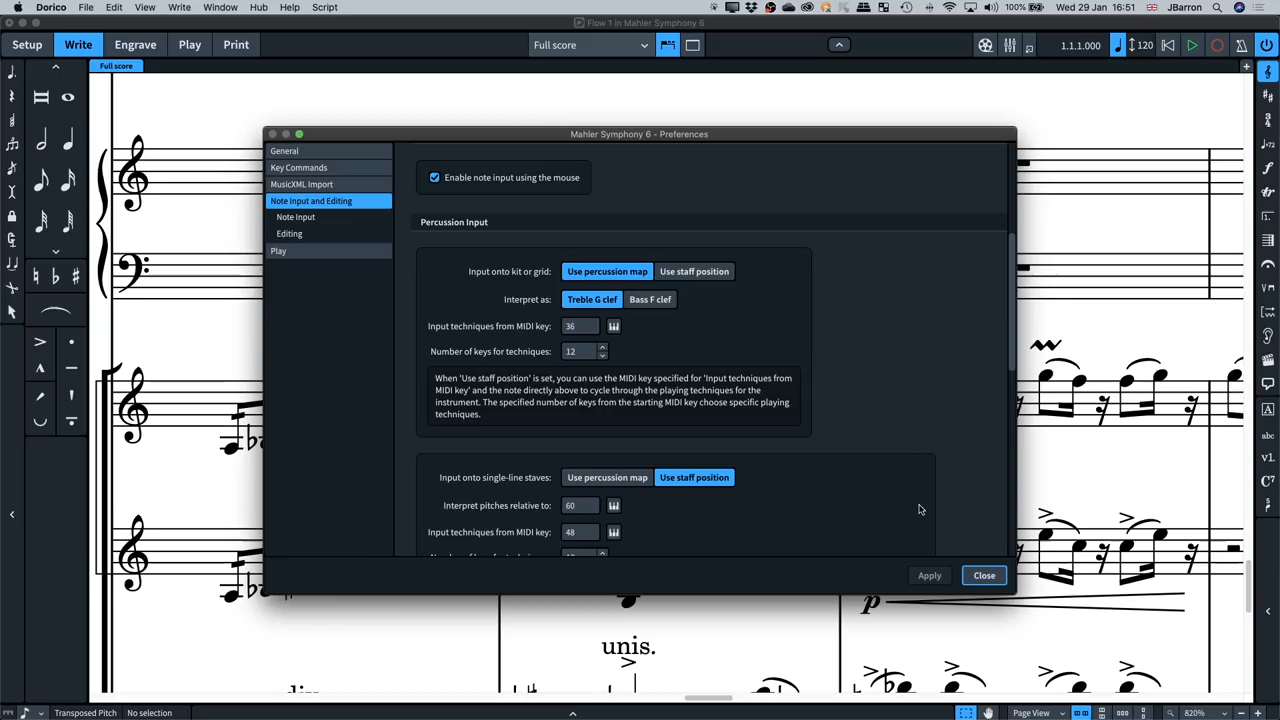 Dorico File Edit View Write Window Hub Help Script
100% Wed 29 Jan 16:51 JBarron
Flow 1 in Mahler Symphony 6
Setup Write Engrave Play Print Full score 1.1.1.000 120
Full score
Mahler Symphony 6 - Preferences
General
Key Commands
MusicXML Import
Note Input and Editing
Note Input
Editing
Play
Enable note input using the mouse
Percussion Input
Input onto kit or grid: Use percussion map Use staff position
Interpret as: Treble G clef Bass F clef
Input techniques from MIDI key: 36
Number of keys for techniques: 12
When 'Use staff position' is set, you can use the MIDI key specified for 'Input techniques from
MIDI key' and the note directly above to cycle through the playing techniques for the
instrument. The specified number of keys from the starting MIDI key choose specific playing
techniques.
Input onto single-line staves: Use percussion map Use staff position
Interpret pitches relative to: 60
Input techniques from MIDI key: 48
Apply Close
p
unis.
abc
v1.
C7
Transposed Pitch No selection Page View 820%